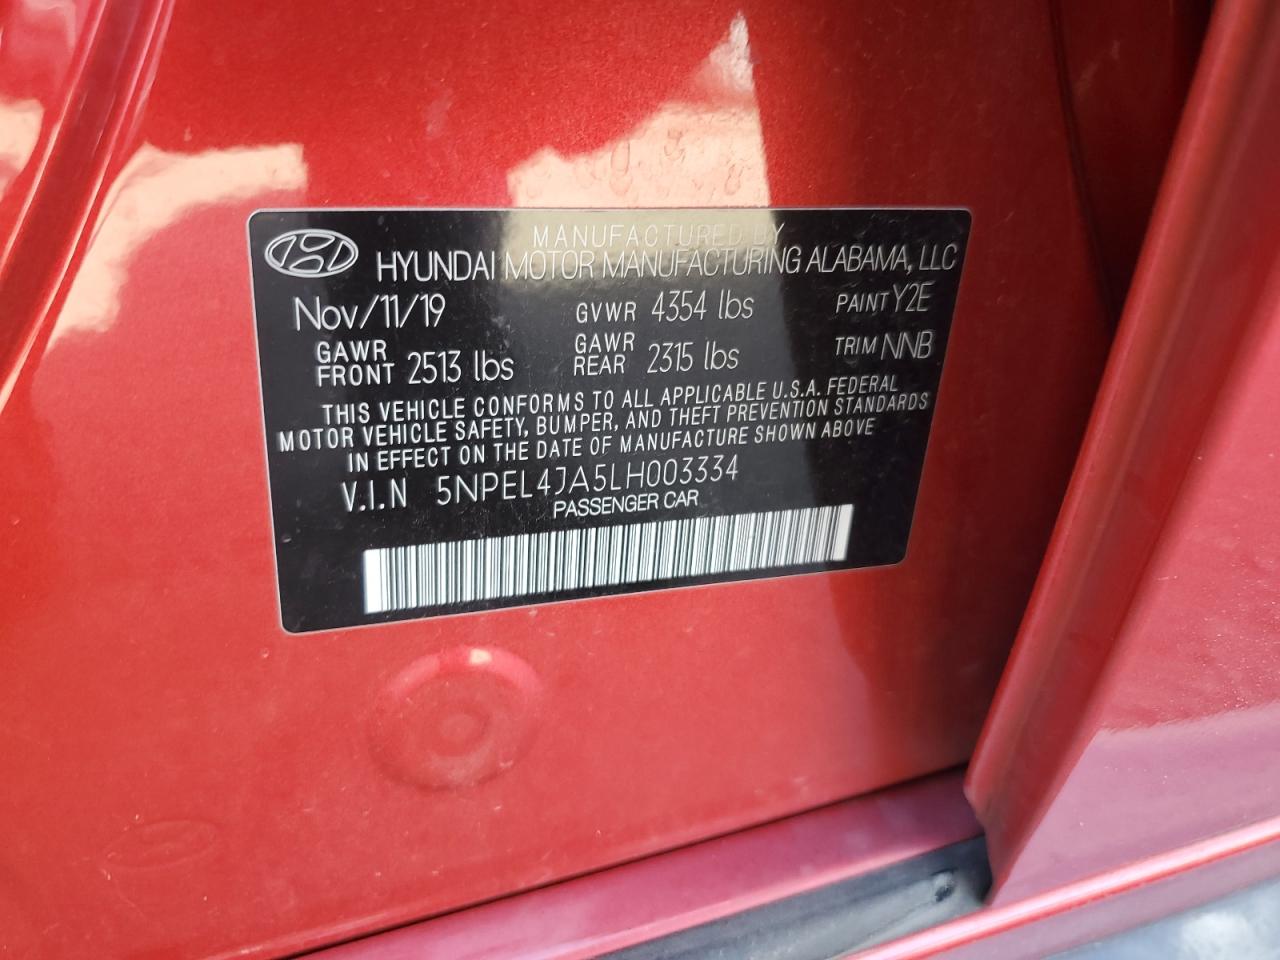 MANUFACTURED BY
HYUNDAI MOTOR MANUFACTURING ALABAMA, LLC
Nov/11/19 GVWR 4354 lbs PAINT Y2E
GAWR FRONT 2513 lbs GAWR REAR 2315 lbs TRIM NNB
THIS VEHICLE CONFORMS TO ALL APPLICABLE U.S.A. FEDERAL
MOTOR VEHICLE SAFETY, BUMPER, AND THEFT PREVENTION STANDARDS
IN EFFECT ON THE DATE OF MANUFACTURE SHOWN ABOVE
V.I.N 5NPEL4JA5LH003334
PASSENGER CAR